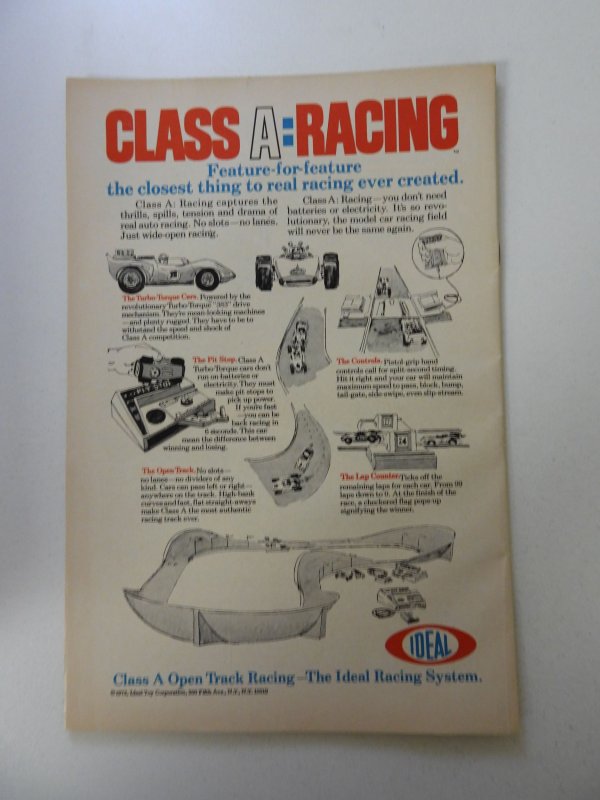 CLASS A: RACING
Feature-for-feature
the closest thing to real racing ever created.
Class A: Racing captures the
thrills, spills, tension and drama of
real auto racing. No slots—no lanes.
Just wide-open racing.
Class A: Racing—you don't need
batteries or electricity. It's so revo-
lutionary, the model car racing field
will never be the same again.
The Turbo-Torque Cars. Powered by the
revolutionary Turbo-Torque drive
mechanism. They're mean-looking machines
—and plenty rugged. They have to be to
withstand the speed and shock of
Class A competition.
The Pit Stop. Class A
Turbo-Torque cars don't
run on batteries or
electricity. They must
make pit stops to
pick up power.
If you're fast
—you can be
back racing in
6 seconds. This can
mean the difference between
winning and losing.
PIT STOP
The Controls. Pistol-grip hand
controls call for split-second timing.
Hit it right and your car will maintain
maximum speed to pass, block, bump,
tail-gate, side-swipe, even slip-stream.
The Open Track. No slots—
no lanes—no dividers of any
kind. Cars can pass left or right—
anywhere on the track. High-bank
curves and fast, flat straight-aways
make Class A the most authentic
racing track ever.
24
The Lap Counter. Ticks off the
remaining laps for each car. From 99
laps down to 0. At the finish of the
race, a checkered flag pops up
signifying the winner.
IDEAL
Class A Open Track Racing—The Ideal Racing System.
Ideal Toy Corporation, 200 Fifth Ave., N.Y., N.Y. 10010